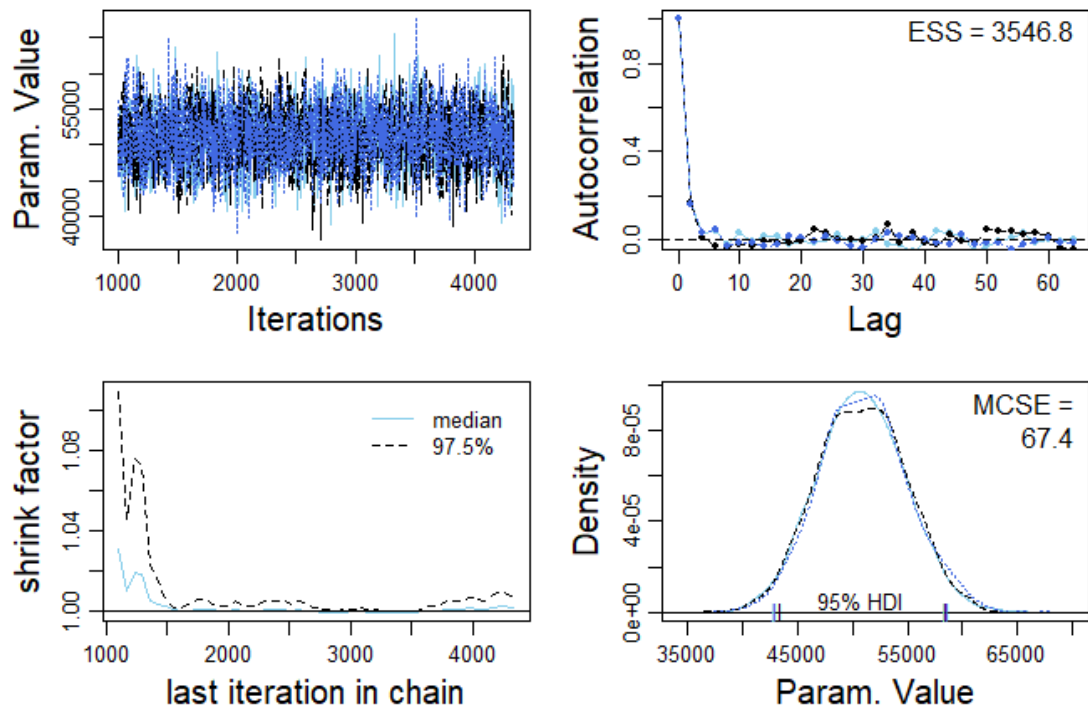 Param. Value
40000
55000
1000
2000
3000
4000
Iterations
Autocorrelation
0.0
0.4
0.8
ESS = 3546.8
0
10
20
30
40
50
60
Lag
shrink factor
1.00
1.04
1.08
median
97.5%
1000
2000
3000
4000
last iteration in chain
Density
0e+00
4e-05
8e-05
MCSE =
67.4
95% HDI
35000
45000
55000
65000
Param. Value